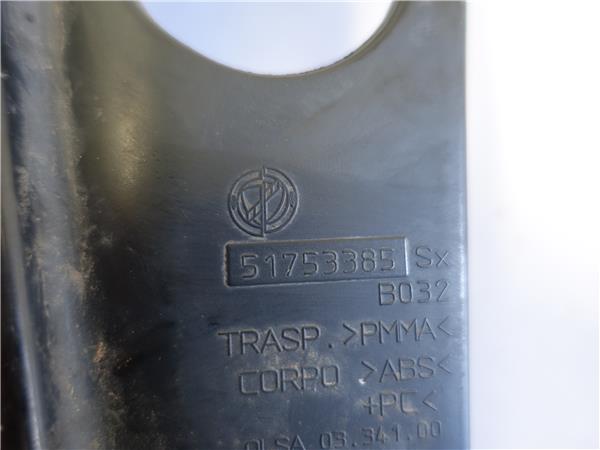 51753385 Sx
B032
TRASP. >PMMA<
CORPO >ABS<
+PC<
OLSA 03.341.00